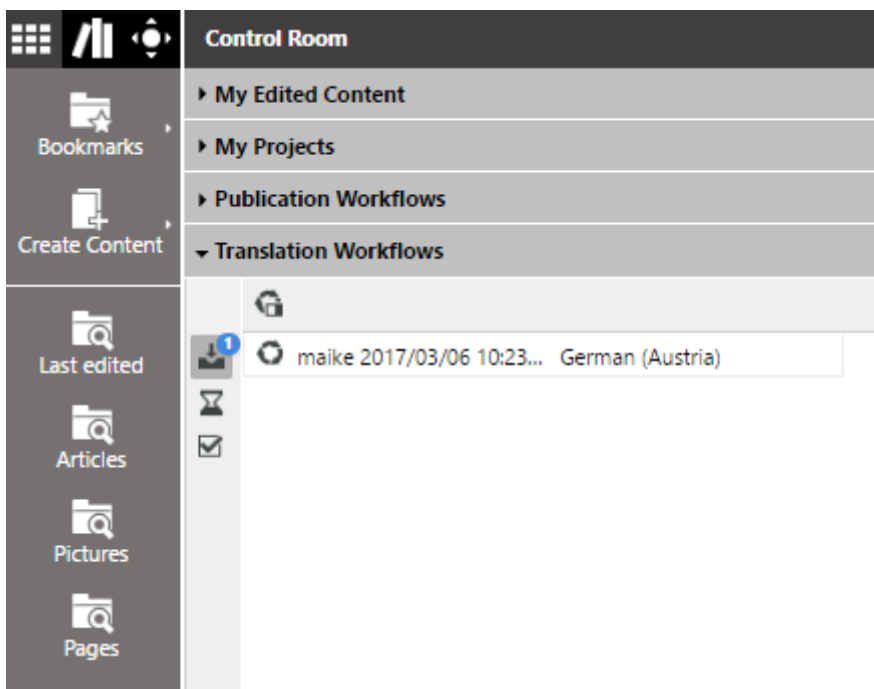 Control Room
Bookmarks
Create Content
Last edited
Articles
Pictures
Pages
My Edited Content
My Projects
Publication Workflows
Translation Workflows
1
maike 2017/03/06 10:23... German (Austria)